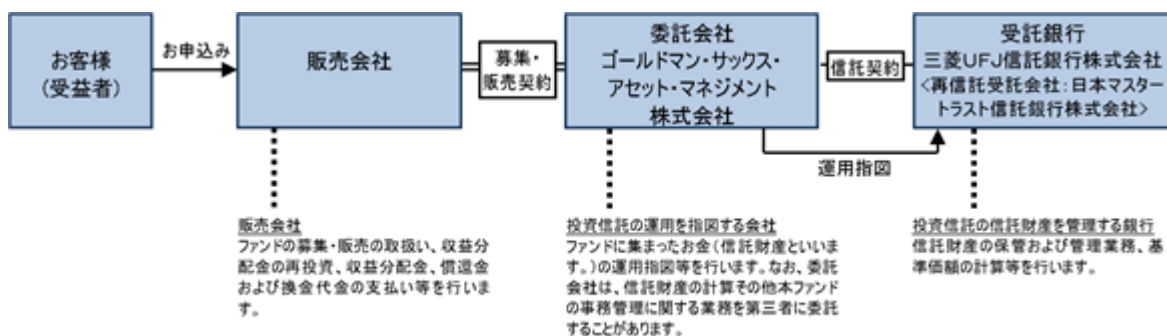 お客様
(受益者)
お申込み
販売会社
募集・
販売契約
委託会社
ゴールドマン・サックス・
アセット・マネジメント
株式会社
信託契約
受託銀行
三菱UFJ信託銀行株式会社
<再信託受託会社:日本マスター
トラスト信託銀行株式会社>
運用指図
販売会社
ファンドの募集・販売の取扱い、収益分
配金の再投資、収益分配金、償還金
および換金代金の支払い等を行いま
す。
投資信託の運用を指図する会社
ファンドに集まったお金(信託財産といいま
す。)の運用指図等を行います。なお、委託
会社は、信託財産の計算その他本ファンド
の事務管理に関する業務を第三者に委託
することがあります。
投資信託の信託財産を管理する銀行
信託財産の保管および管理業務、基
準価額の計算等を行います。